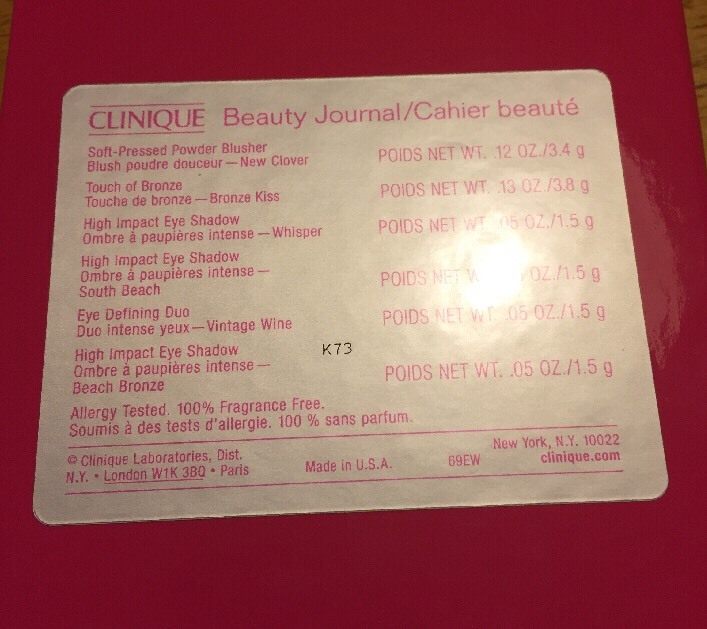 CLINIQUE Beauty Journal/Cahier beauté
Soft-Pressed Powder Blusher
Blush poudre douceur — New Clover POIDS NET WT. .12 OZ./3.4 g
Touch of Bronze
Touche de bronze — Bronze Kiss POIDS NET WT. .13 OZ./3.8 g
High Impact Eye Shadow
Ombre à paupières intense — Whisper POIDS NET WT. .05 OZ./1.5 g
High Impact Eye Shadow
Ombre à paupières intense —
South Beach POIDS NET OZ./1.5 g
Eye Defining Duo
Duo intense yeux — Vintage Wine POIDS NET WT. .05 OZ./1.5 g
High Impact Eye Shadow K73
Ombre à paupières intense —
Beach Bronze POIDS NET WT. .05 OZ./1.5 g
Allergy Tested. 100% Fragrance Free.
Soumis à des tests d'allergie. 100 % sans parfum.
© Clinique Laboratories, Dist. New York, N.Y. 10022
N.Y. • London W1K 3BQ • Paris Made in U.S.A. 69EW clinique.com